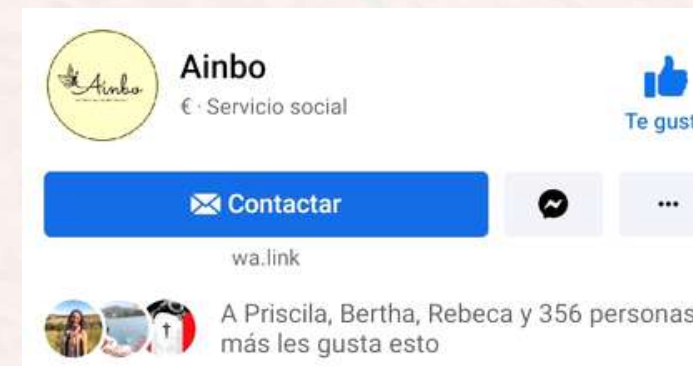 Ainbo
Ainbo
€ · Servicio social
Te gust
Contactar
wa.link
A Priscila, Bertha, Rebeca y 356 personas
más les gusta esto